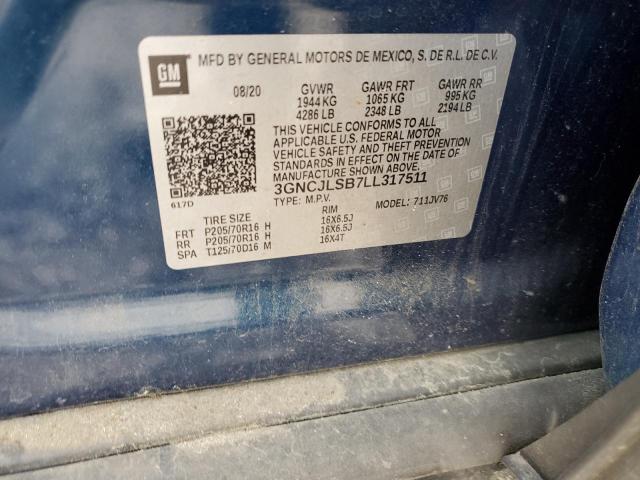 GM
MFD BY GENERAL MOTORS DE MEXICO, S. DE R.L. DE C.V.
08/20 GVWR GAWR FRT GAWR RR
1944 KG 1065 KG 995 KG
4286 LB 2348 LB 2194 LB
THIS VEHICLE CONFORMS TO ALL
APPLICABLE U.S. FEDERAL MOTOR
VEHICLE SAFETY AND THEFT PREVENTION
STANDARDS IN EFFECT ON THE DATE OF
MANUFACTURE SHOWN ABOVE.
3GNCJLSB7LL317511
617D TYPE: M.P.V. 711JV76
TIRE SIZE RIM
FRT P205/70R16 H 16X6.5J
RR P205/70R16 H 16X6.5J
SPA T125/70D16 M 16X4T